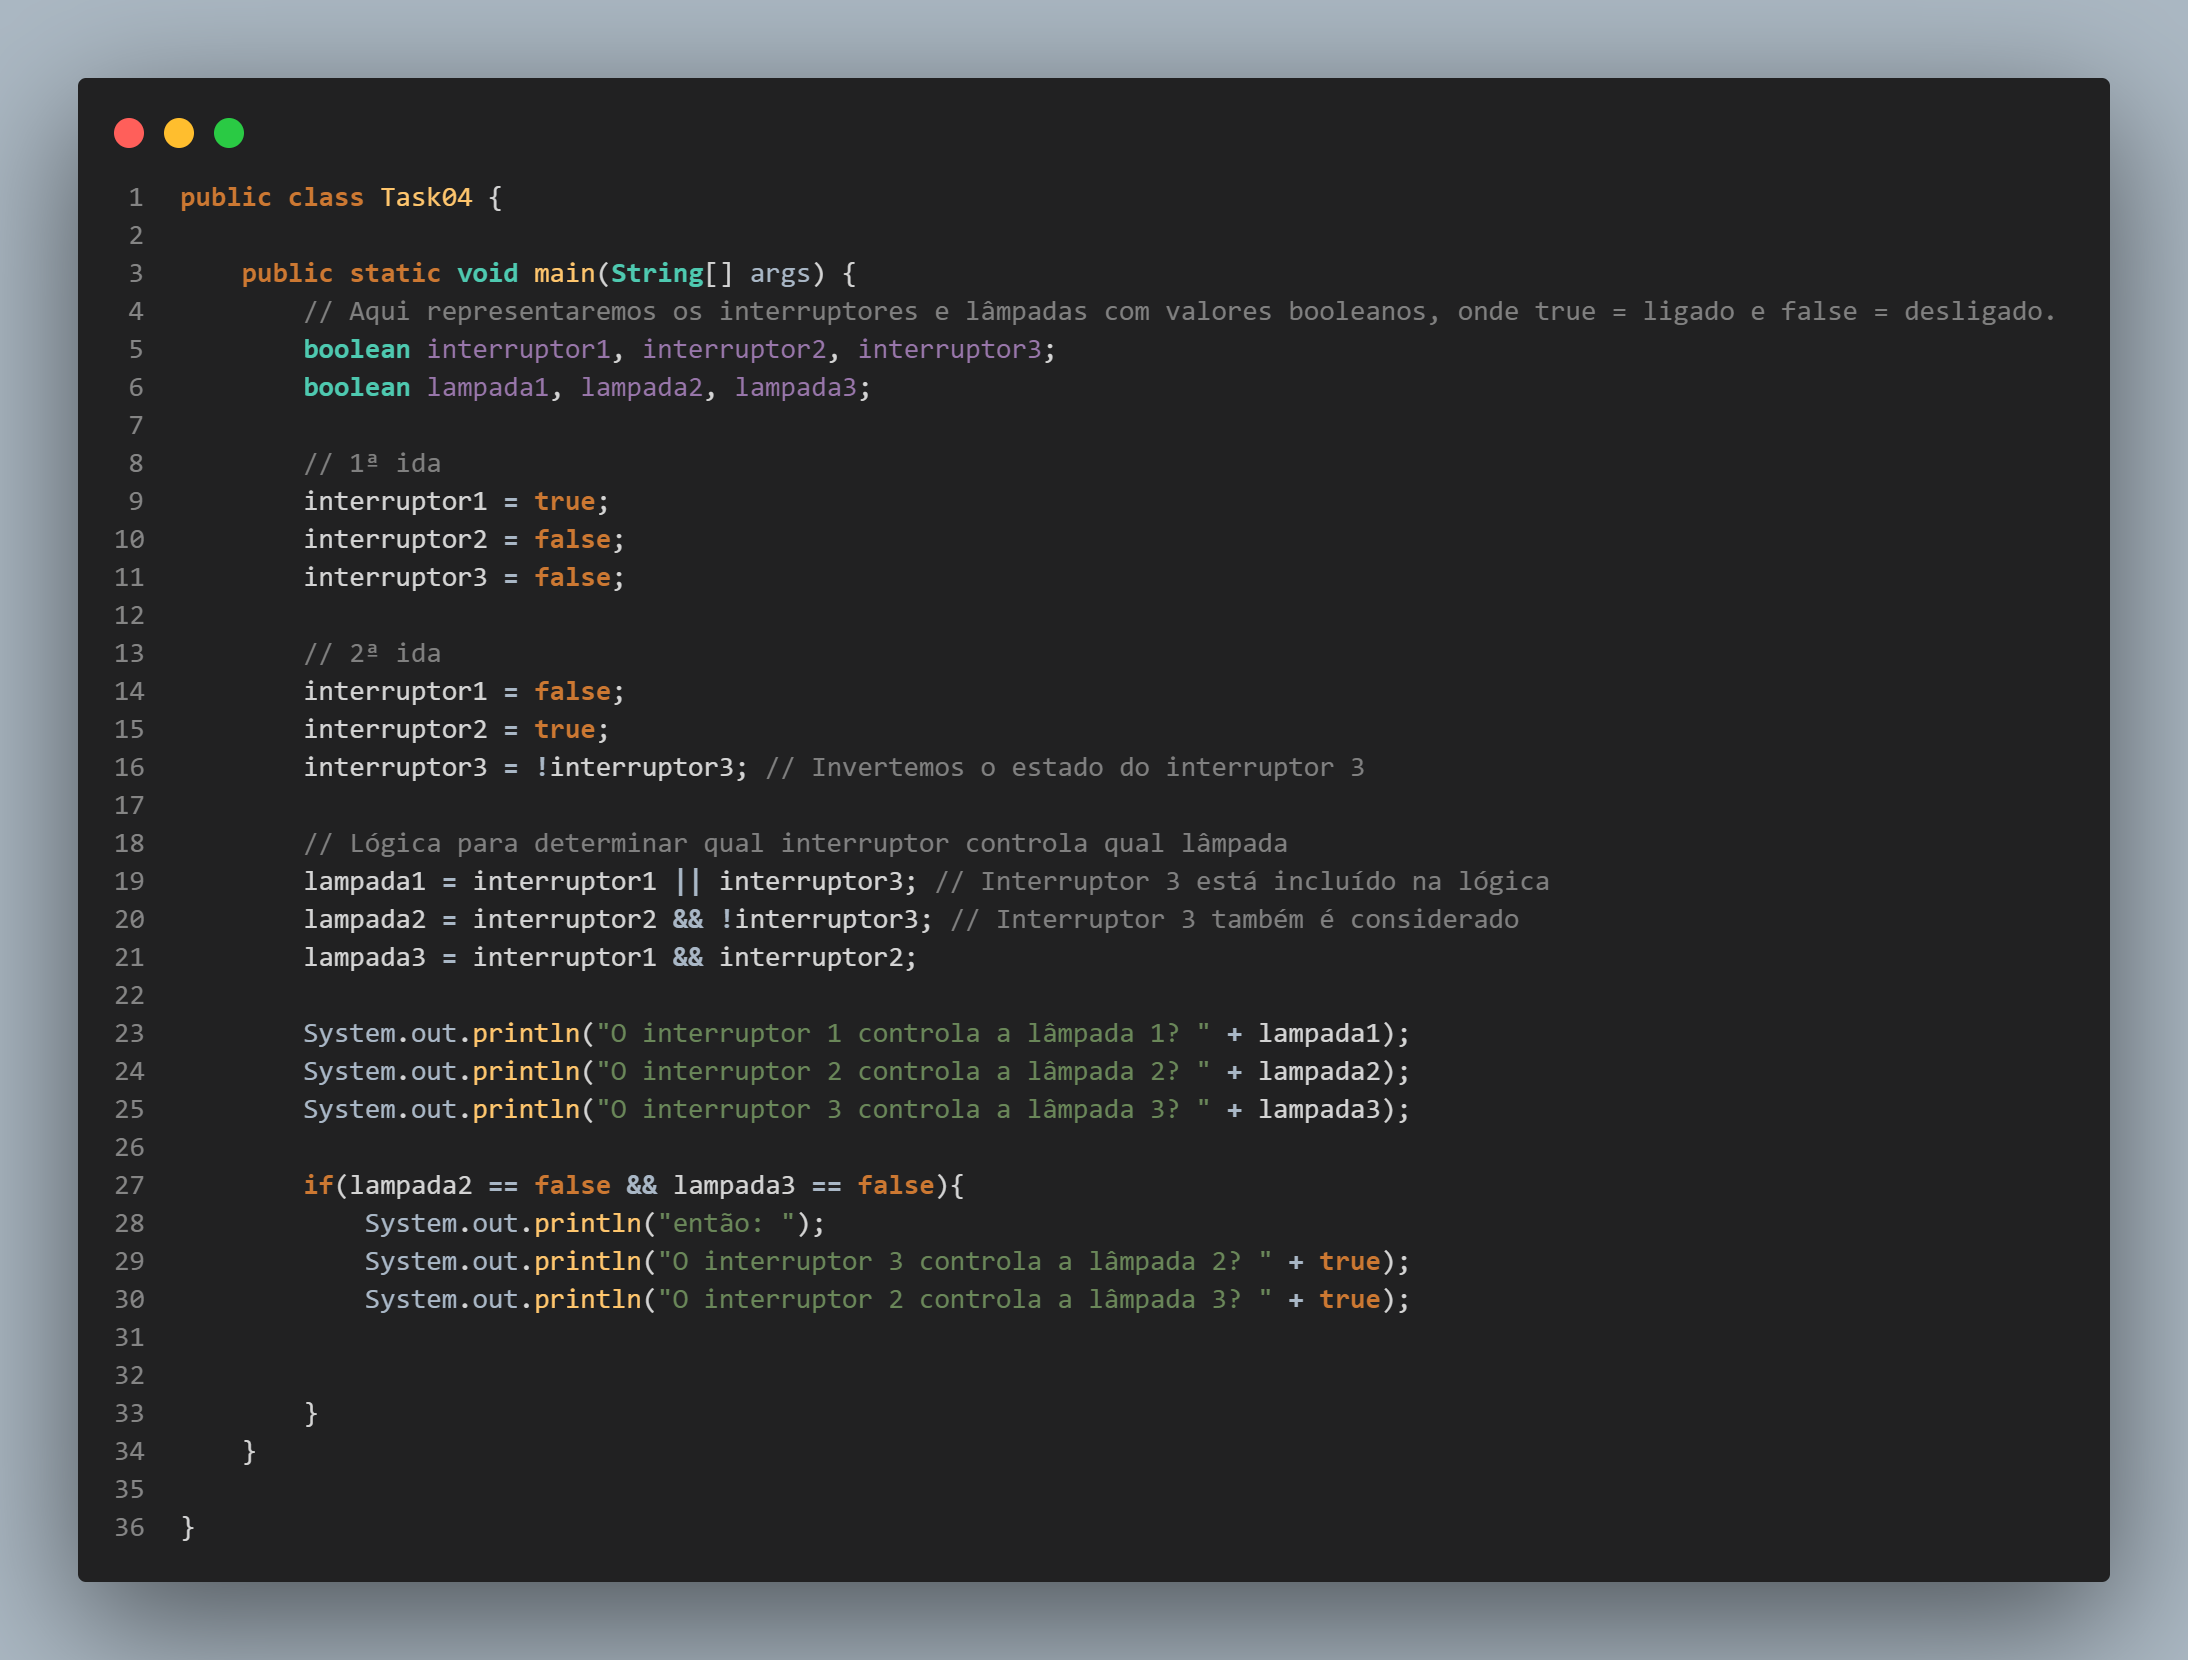 1 public class Task04 {
2
3     public static void main(String[] args) {
4         // Aqui representaremos os interruptores e lâmpadas com valores booleanos, onde true = ligado e false = desligado.
5         boolean interruptor1, interruptor2, interruptor3;
6         boolean lampada1, lampada2, lampada3;
7
8         // 1ª ida
9         interruptor1 = true;
10         interruptor2 = false;
11         interruptor3 = false;
12
13         // 2ª ida
14         interruptor1 = false;
15         interruptor2 = true;
16         interruptor3 = !interruptor3; // Invertemos o estado do interruptor 3
17
18         // Lógica para determinar qual interruptor controla qual lâmpada
19         lampada1 = interruptor1 || interruptor3; // Interruptor 3 está incluído na lógica
20         lampada2 = interruptor2 && !interruptor3; // Interruptor 3 também é considerado
21         lampada3 = interruptor1 && interruptor2;
22
23         System.out.println("O interruptor 1 controla a lâmpada 1? " + lampada1);
24         System.out.println("O interruptor 2 controla a lâmpada 2? " + lampada2);
25         System.out.println("O interruptor 3 controla a lâmpada 3? " + lampada3);
26
27         if(lampada2 == false && lampada3 == false){
28             System.out.println("então: ");
29             System.out.println("O interruptor 3 controla a lâmpada 2? " + true);
30             System.out.println("O interruptor 2 controla a lâmpada 3? " + true);
31
32
33         }
34     }
35
36 }